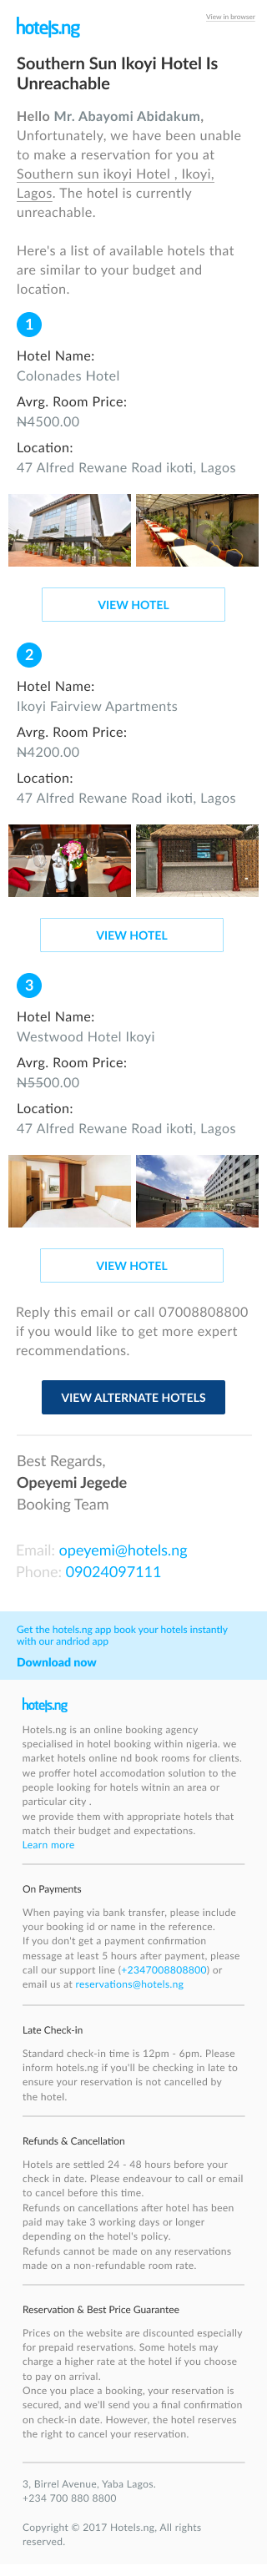 hotels.ng
View in browser
Southern Sun Ikoyi Hotel Is
Unreachable
Hello Mr. Abayomi Abidakum,
Unfortunately, we have been unable
to make a reservation for you at
Southern sun ikoyi Hotel , Ikoyi,
Lagos. The hotel is currently
unreachable.
Here's a list of available hotels that
are similar to your budget and
location.
1
Hotel Name:
Colonades Hotel
Avrg. Room Price:
₦4500.00
Location:
47 Alfred Rewane Road ikoti, Lagos
VIEW HOTEL
2
Hotel Name:
Ikoyi Fairview Apartments
Avrg. Room Price:
₦4200.00
Location:
47 Alfred Rewane Road ikoti, Lagos
VIEW HOTEL
3
Hotel Name:
Westwood Hotel Ikoyi
Avrg. Room Price:
₦5500.00
Location:
47 Alfred Rewane Road ikoti, Lagos
VIEW HOTEL
Reply this email or call 07008808800
if you would like to get more expert
recommendations.
VIEW ALTERNATE HOTELS
Best Regards,
Opeyemi Jegede
Booking Team
Email: opeyemi@hotels.ng
Phone: 09024097111
Get the hotels.ng app book your hotels instantly
with our andriod app
Download now
hotels.ng
Hotels.ng is an online booking agency
specialised in hotel booking within nigeria. we
market hotels online nd book rooms for clients.
we proffer hotel accomodation solution to the
people looking for hotels witnin an area or
particular city .
we provide them with appropriate hotels that
match their budget and expectations.
Learn more
On Payments
When paying via bank transfer, please include
your booking id or name in the reference.
If you don't get a payment confirmation
message at least 5 hours after payment, please
call our support line (+2347008808800) or
email us at reservations@hotels.ng
Late Check-in
Standard check-in time is 12pm - 6pm. Please
inform hotels.ng if you'll be checking in late to
ensure your reservation is not cancelled by
the hotel.
Refunds & Cancellation
Hotels are settled 24 - 48 hours before your
check in date. Please endeavour to call or email
to cancel before this time.
Refunds on cancellations after hotel has been
paid may take 3 working days or longer
depending on the hotel's policy.
Refunds cannot be made on any reservations
made on a non-refundable room rate.
Reservation & Best Price Guarantee
Prices on the website are discounted especially
for prepaid reservations. Some hotels may
charge a higher rate at the hotel if you choose
to pay on arrival.
Once you place a booking, your reservation is
secured, and we'll send you a final confirmation
on check-in date. However, the hotel reserves
the right to cancel your reservation.
3, Birrel Avenue, Yaba Lagos.
+234 700 880 8800
Copyright © 2017 Hotels.ng, All rights
reserved.